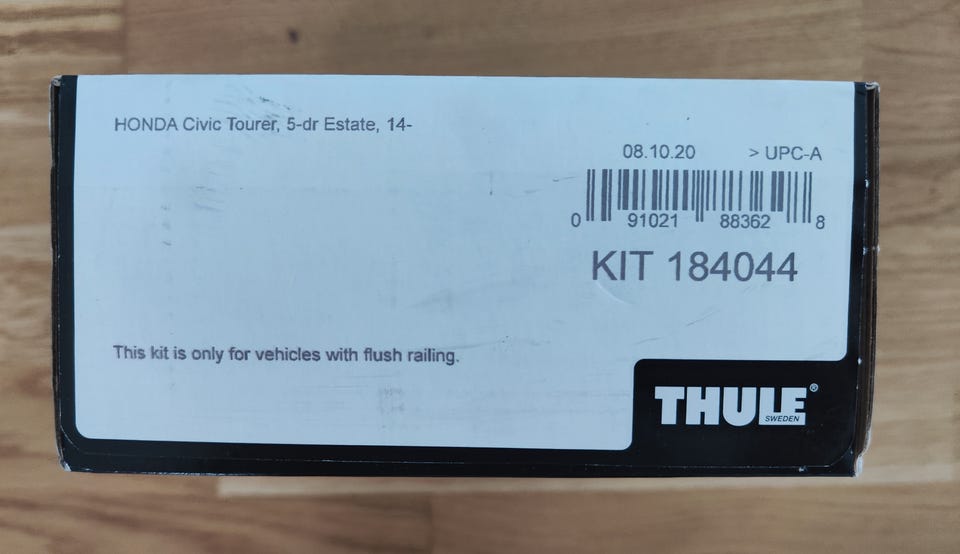 HONDA Civic Tourer, 5-dr Estate, 14-
08.10.20 > UPC-A
0 91021 88362 8
KIT 184044
This kit is only for vehicles with flush railing.
THULE®
SWEDEN